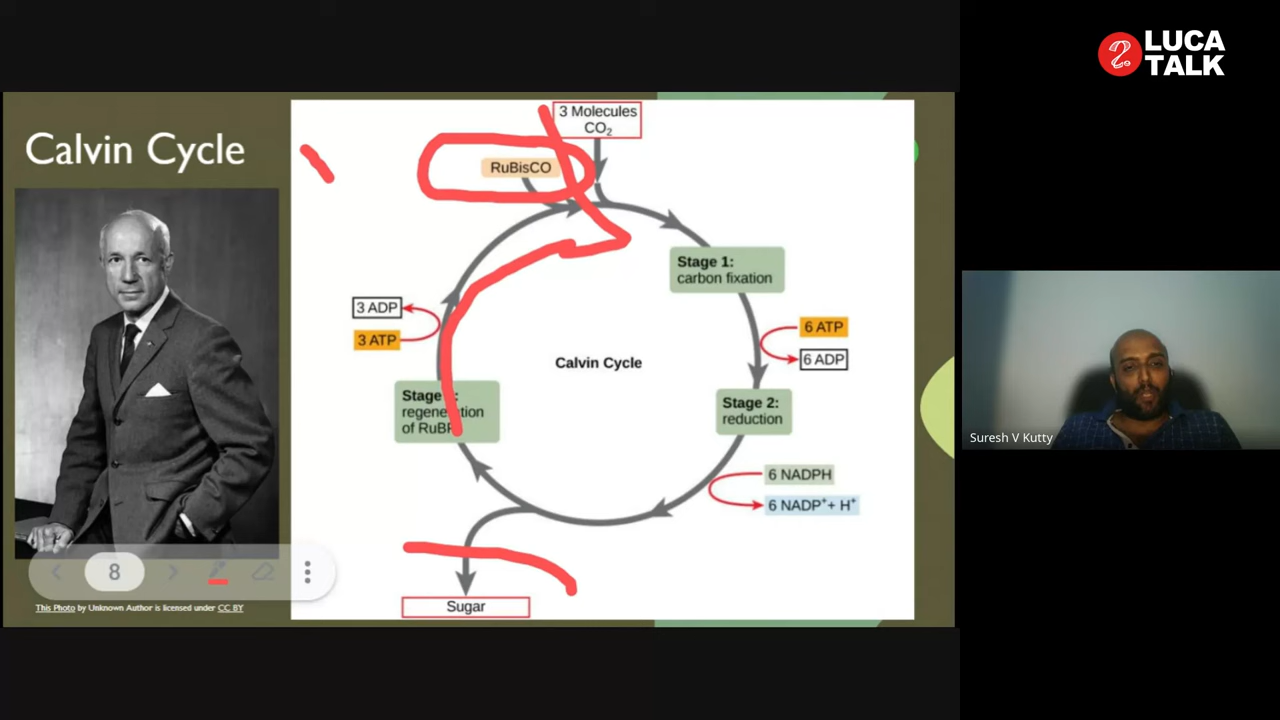 LUCA
TALK
Calvin Cycle
3 Molecules
CO₂
RuBisCO
Stage 1:
carbon fixation
3 ADP
3 ATP
6 ATP
6 ADP
Calvin Cycle
Stage
of RuBP
Stage 2:
reduction
6 NADPH
6 NADP⁺+ H⁺
Sugar
8
This Photo by Unknown Author is licensed under CC BY
Suresh V Kutty